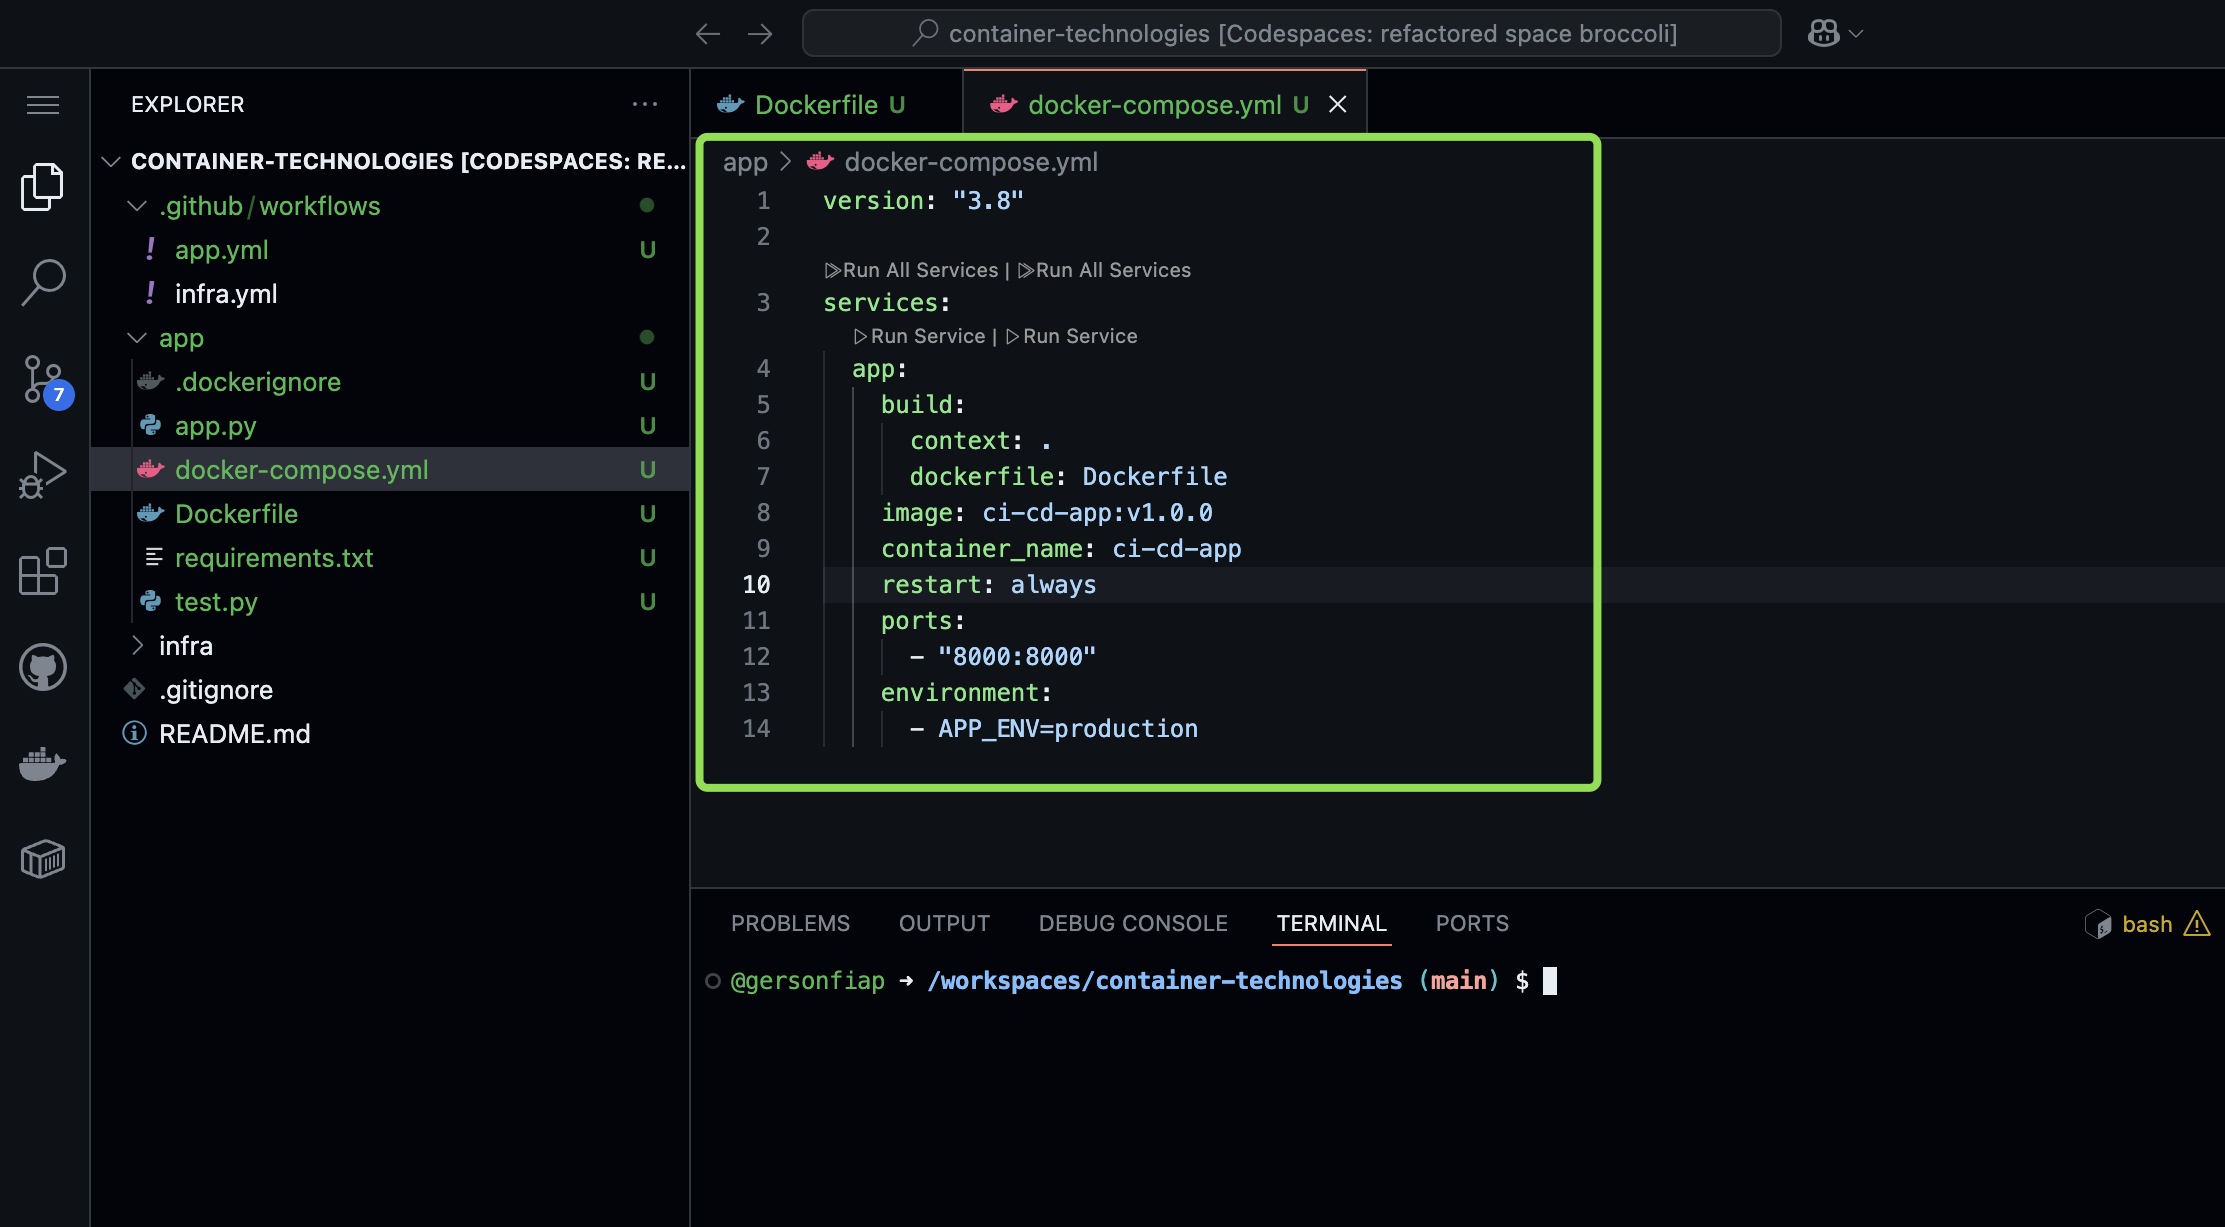 container-technologies [Codespaces: refactored space broccoli]
EXPLORER
CONTAINER-TECHNOLOGIES [CODESPACES: RE...
.github/workflows
! app.yml U
! infra.yml
app
.dockerignore U
app.py U
docker-compose.yml U
Dockerfile U
requirements.txt U
test.py U
infra
.gitignore
README.md
7
Dockerfile U
docker-compose.yml U
app > docker-compose.yml
1 version: "3.8"
2
Run All Services | Run All Services
3 services:
Run Service | Run Service
4 app:
5 build:
6 context: .
7 dockerfile: Dockerfile
8 image: ci-cd-app:v1.0.0
9 container_name: ci-cd-app
10 restart: always
11 ports:
12 - "8000:8000"
13 environment:
14 - APP_ENV=production
PROBLEMS OUTPUT DEBUG CONSOLE TERMINAL PORTS
bash
@gersonfiap ➜ /workspaces/container-technologies (main) $